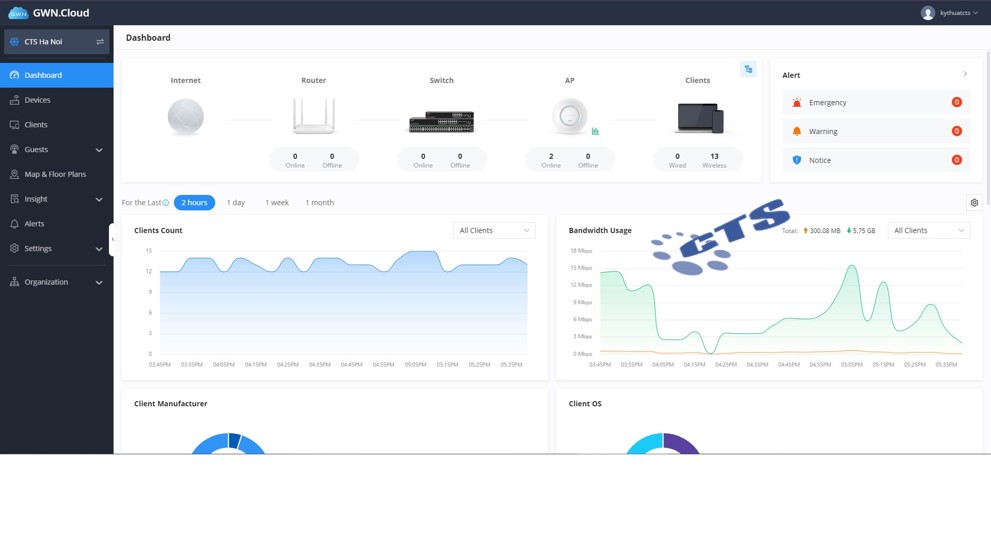 GWN GWN.Cloud
kythuatcts
CTS Ha Noi
Dashboard
Devices
Clients
Guests
Map & Floor Plans
Insight
Alerts
Settings
Organization
Dashboard
Internet Router Switch AP Clients
0 0 0 0 2 0 0 13
Online Offline Online Offline Online Offline Wired Wireless
Alert
Emergency 0
Warning 0
Notice 0
For the Last 2 hours 1 day 1 week 1 month
Clients Count All Clients
15
12
9
6
3
0
03:45PM 03:55PM 04:05PM 04:15PM 04:25PM 04:35PM 04:45PM 04:55PM 05:05PM 05:15PM 05:25PM 05:35PM
Bandwidth Usage Total: 300.08 MB 5.75 GB All Clients
CTS
18 Mbps
15 Mbps
12 Mbps
9 Mbps
6 Mbps
3 Mbps
0 Mbps
03:45PM 03:55PM 04:05PM 04:15PM 04:25PM 04:35PM 04:45PM 04:55PM 05:05PM 05:15PM 05:25PM 05:35PM
Client Manufacturer
Client OS